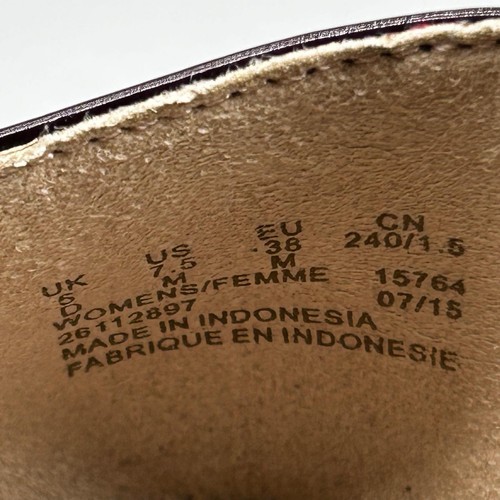 UK US EU CN
6 7.5 38 240/1.5
D M M
WOMENS/FEMME 15764
26112897 07/15
MADE IN INDONESIA
FABRIQUE EN INDONESIE